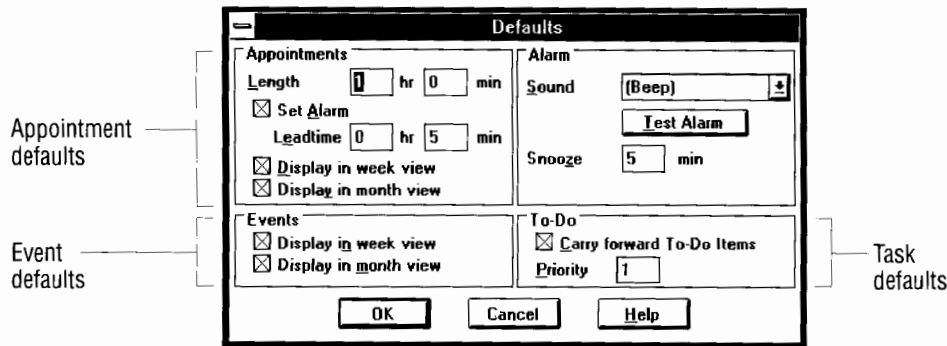 Defaults
Appointments
Length 1 hr 0 min
Set Alarm
Leadtime 0 hr 5 min
Display in week view
Display in month view
Alarm
Sound (Beep)
Test Alarm
Snooze 5 min
Events
Display in week view
Display in month view
To-Do
Carry forward To-Do Items
Priority 1
OK Cancel Help
Appointment
defaults
Event
defaults
Task
defaults